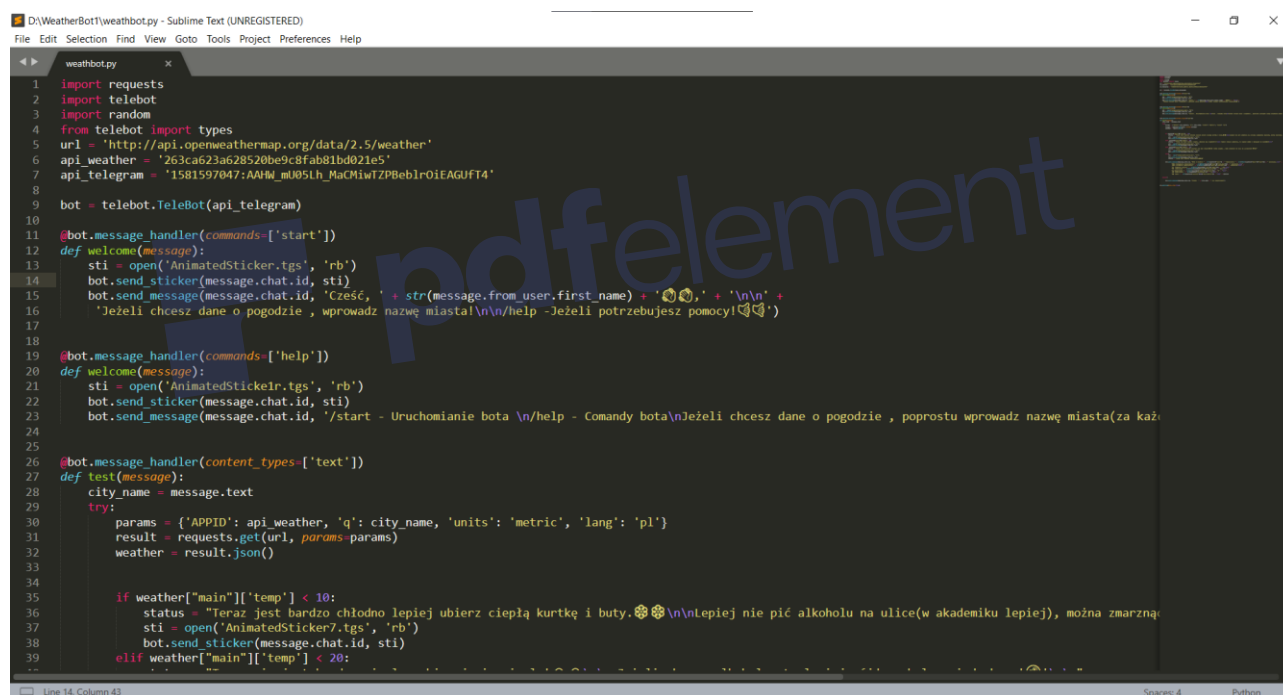 D:\WeatherBot1\weathbot.py - Sublime Text (UNREGISTERED)
File Edit Selection Find View Goto Tools Project Preferences Help
weathbot.py
1 import requests
2 import telebot
3 import random
4 from telebot import types
5 url = 'http://api.openweathermap.org/data/2.5/weather'
6 api_weather = '263ca623a628520be9c8fab81bd021e5'
7 api_telegram = '1581597047:AAHW_mU05Lh_MaCMiwTZPBeblrOiEAGUfT4'
8
9 bot = telebot.TeleBot(api_telegram)
10
11 @bot.message_handler(commands=['start'])
12 def welcome(message):
13 sti = open('AnimatedSticker.tgs', 'rb')
14 bot.send_sticker(message.chat.id, sti)
15 bot.send_message(message.chat.id, 'Cześć, ' + str(message.from_user.first_name) + ',' + '\n\n' +
16 'Jeżeli chcesz dane o pogodzie , wprowadz nazwę miasta!\n\n/help -Jeżeli potrzebujesz pomocy!')
17
18
19 @bot.message_handler(commands=['help'])
20 def welcome(message):
21 sti = open('AnimatedSticke1r.tgs', 'rb')
22 bot.send_sticker(message.chat.id, sti)
23 bot.send_message(message.chat.id, '/start - Uruchomianie bota \n/help - Comandy bota\nJeżeli chcesz dane o pogodzie , poprostu wprowadz nazwę miasta(za każ
24
25
26 @bot.message_handler(content_types=['text'])
27 def test(message):
28 city_name = message.text
29 try:
30 params = {'APPID': api_weather, 'q': city_name, 'units': 'metric', 'lang': 'pl'}
31 result = requests.get(url, params=params)
32 weather = result.json()
33
34
35 if weather["main"]['temp'] < 10:
36 status = "Teraz jest bardzo chłodno lepiej ubierz ciepłą kurtkę i buty.\n\nLepiej nie pić alkoholu na ulice(w akademiku lepiej), można zmarzną
37 sti = open('AnimatedSticker7.tgs', 'rb')
38 bot.send_sticker(message.chat.id, sti)
39 elif weather["main"]['temp'] < 20:
pdfelement
Line 14, Column 43
Spaces: 4
Python